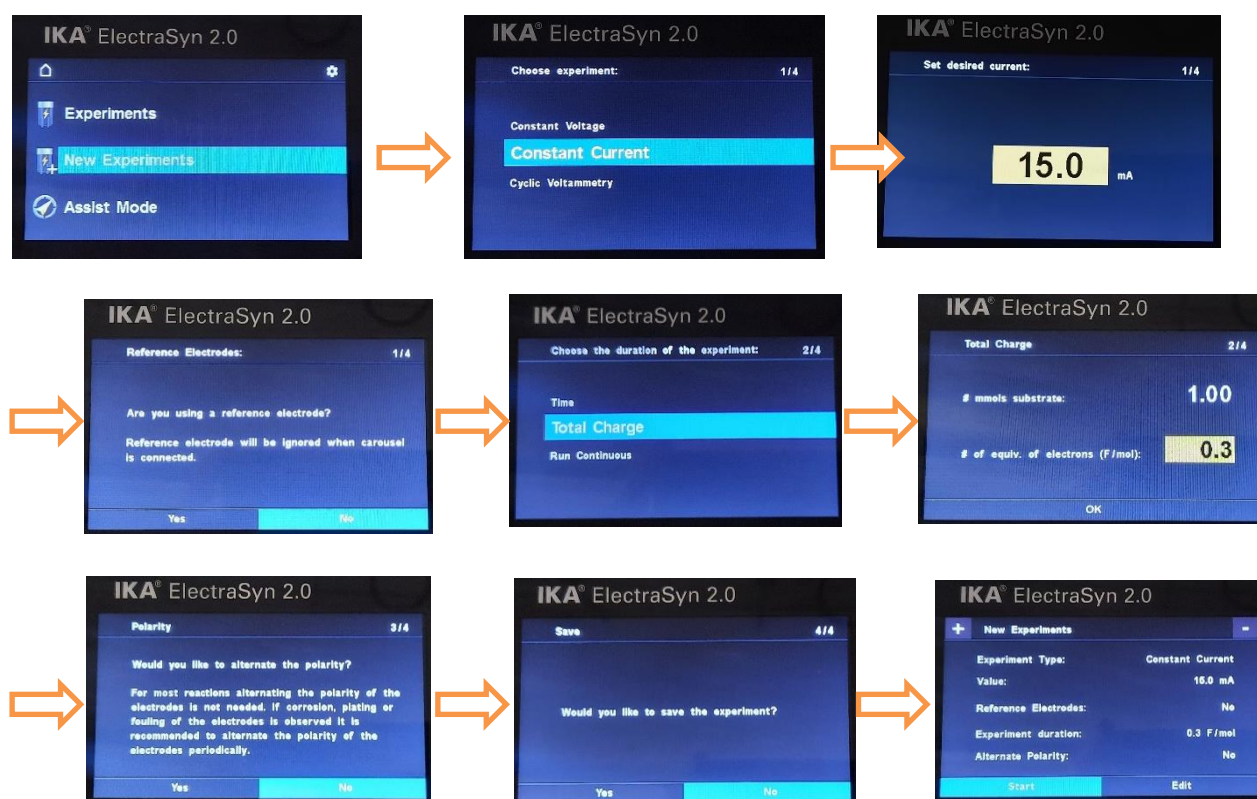 IKA® ElectraSyn 2.0
Experiments
New Experiments
Assist Mode
IKA® ElectraSyn 2.0
Choose experiment: 1/4
Constant Voltage
Constant Current
Cyclic Voltammetry
IKA® ElectraSyn 2.0
Set desired current: 1/4
15.0 mA
IKA® ElectraSyn 2.0
Reference Electrodes: 1/4
Are you using a reference electrode?
Reference electrode will be ignored when carousel
is connected.
Yes No
IKA® ElectraSyn 2.0
Choose the duration of the experiment: 2/4
Time
Total Charge
Run Continuous
IKA® ElectraSyn 2.0
Total Charge 2/4
# mmols substrate: 1.00
# of equiv. of electrons (F/mol): 0.3
OK
IKA® ElectraSyn 2.0
Polarity 3/4
Would you like to alternate the polarity?
For most reactions alternating the polarity of the
electrodes is not needed. If corrosion, plating or
fouling of the electrodes is observed it is
recommended to alternate the polarity of the
electrodes periodically.
Yes No
IKA® ElectraSyn 2.0
Save 4/4
Would you like to save the experiment?
Yes No
IKA® ElectraSyn 2.0
+ New Experiments -
Experiment Type: Constant Current
Value: 15.0 mA
Reference Electrodes: No
Experiment duration: 0.3 F/mol
Alternate Polarity: No
Start Edit